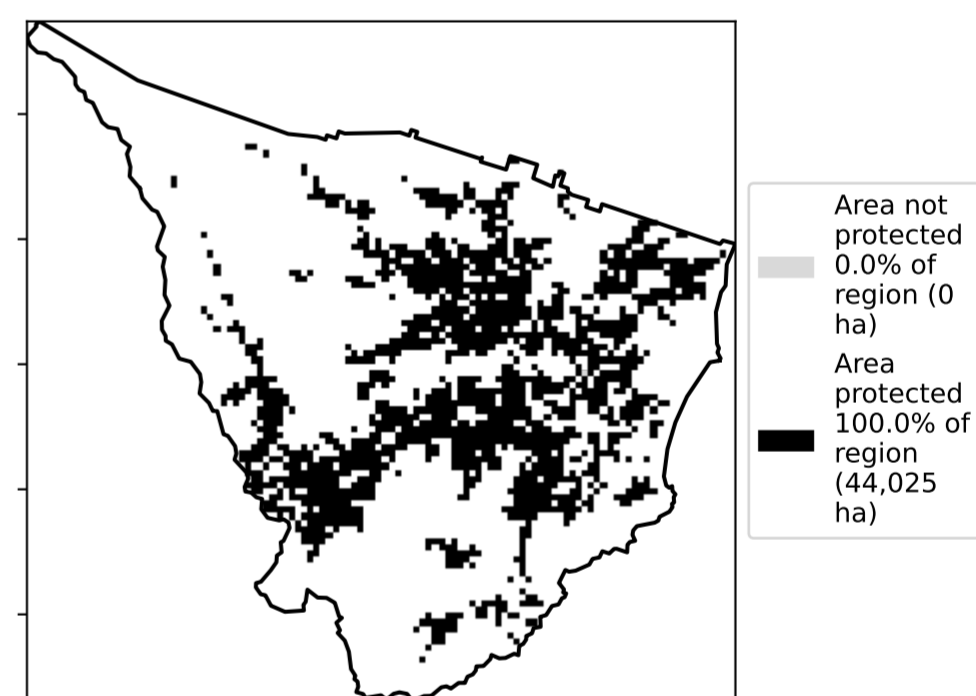 Area not
protected
0.0% of
region (0
ha)
Area
protected
100.0% of
region
(44,025
ha)